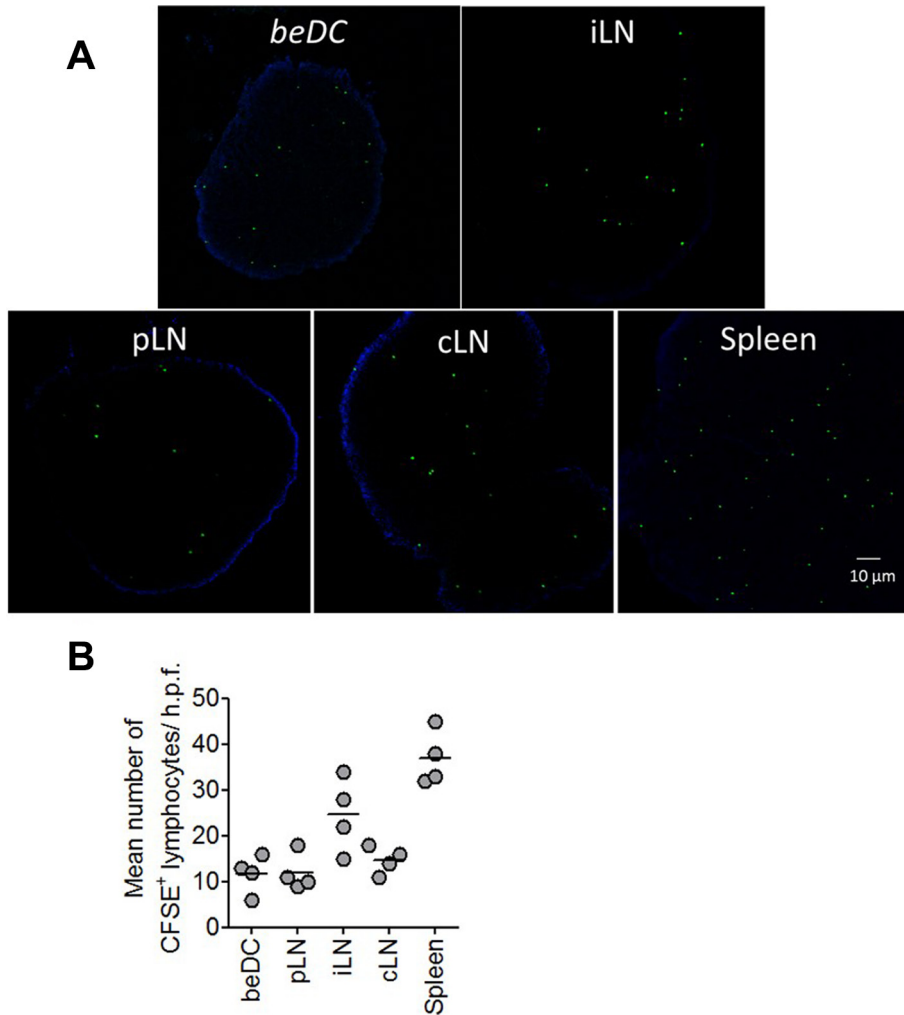 A
beDC
iLN
pLN
cLN
Spleen
10 µm
B
Mean number of
CFSE⁺ lymphocytes/ h.p.f.
50
40
30
20
10
0
beDC
pLN
iLN
cLN
Spleen